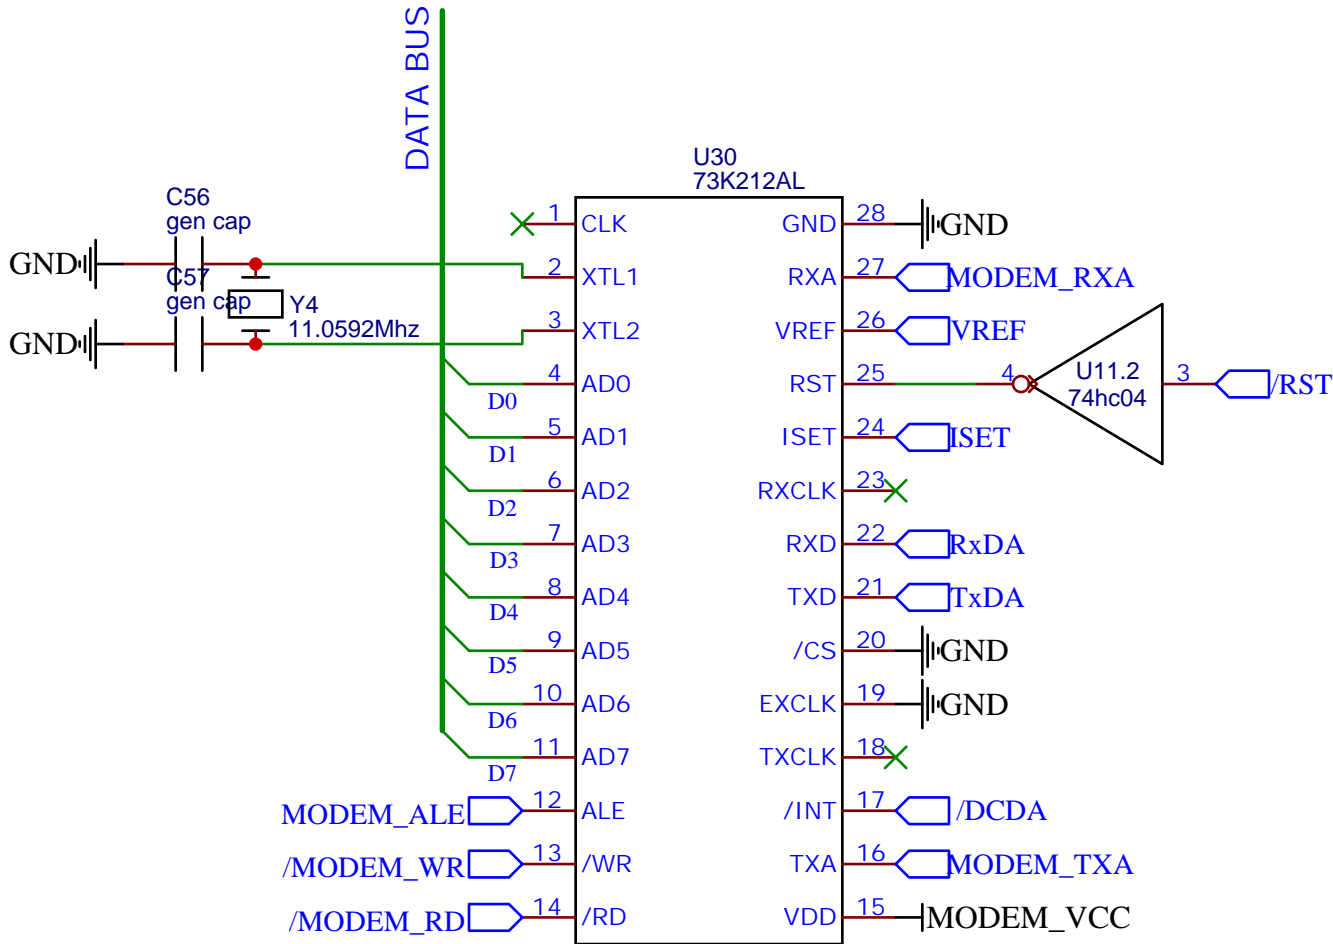 DATA BUS
U30
73K212AL
C56
gen cap
GND
C57
gen cap
GND
Y4
11.0592Mhz
1 CLK
2 XTL1
3 XTL2
D0 4 AD0
D1 5 AD1
D2 6 AD2
D3 7 AD3
D4 8 AD4
D5 9 AD5
D6 10 AD6
D7 11 AD7
MODEM_ALE 12 ALE
/MODEM_WR 13 /WR
/MODEM_RD 14 /RD
GND 28 GND
RXA 27 MODEM_RXA
VREF 26 VREF
RST 25 4 U11.2 3 /RST
74hc04
ISET 24 ISET
RXCLK 23
RXD 22 RxDA
TXD 21 TxDA
/CS 20 GND
EXCLK 19 GND
TXCLK 18
/INT 17 /DCDA
TXA 16 MODEM_TXA
VDD 15 MODEM_VCC